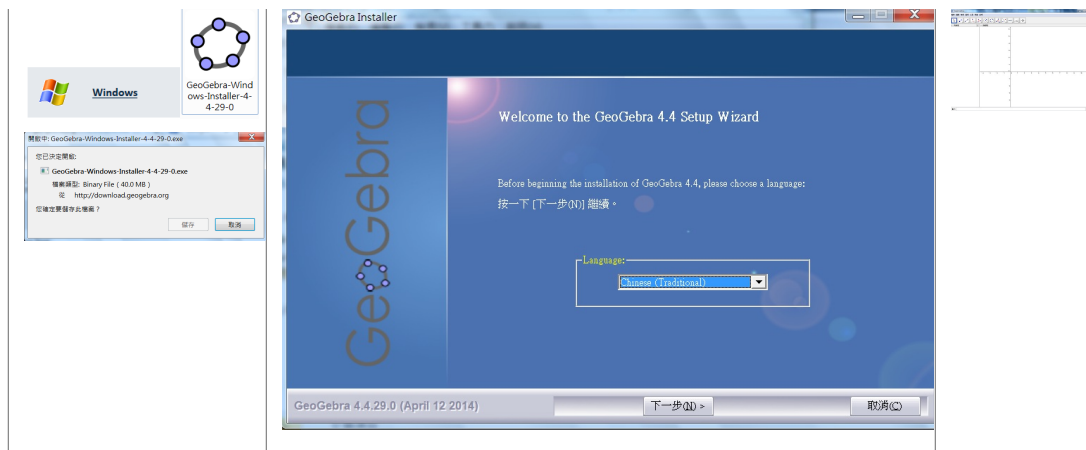 Windows
GeoGebra-Wind
ows-Installer-4-
4-29-0
開啟中: GeoGebra-Windows-Installer-4-4-29-0.exe
您已決定開啟:
GeoGebra-Windows-Installer-4-4-29-0.exe
檔案類型: Binary File ( 40.0 MB )
從 http://download.geogebra.org
您確定要儲存此檔案？
儲存 取消
GeoGebra Installer
GeoGebra
Welcome to the GeoGebra 4.4 Setup Wizard
Before beginning the installation of GeoGebra 4.4, please choose a language:
按一下 [下一步(N)] 繼續。
Language:
Chinese (Traditional)
GeoGebra 4.4.29.0 (April 12 2014)
下一步(N) >
取消(C)